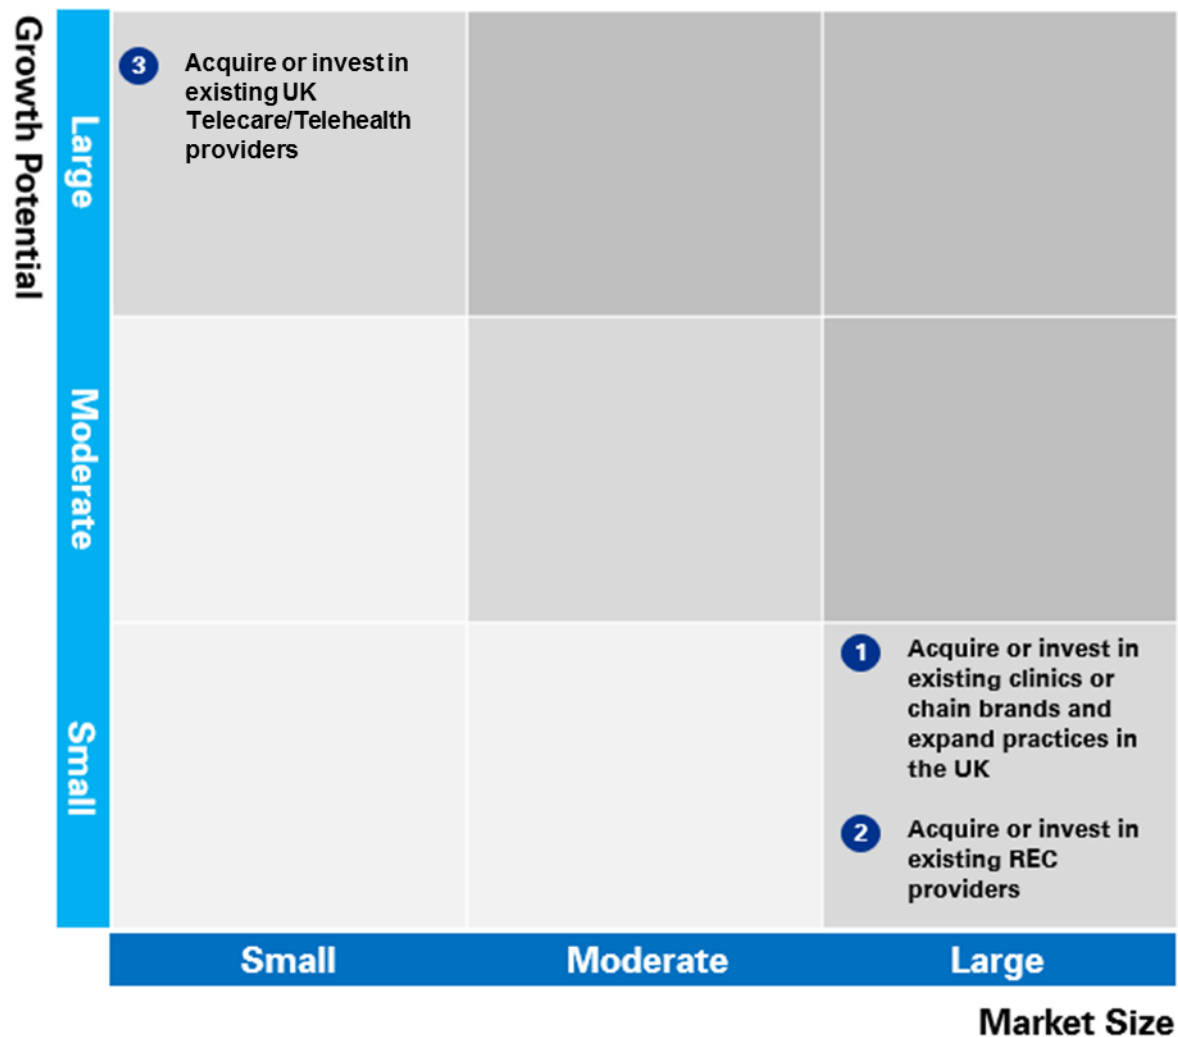 Growth Potential
Large
3
Acquire or invest in
existing UK
Telecare/Telehealth
providers
Moderate
Small
1
Acquire or invest in
existing clinics or
chain brands and
expand practices in
the UK
2
Acquire or invest in
existing REC
providers
Small
Moderate
Large
Market Size